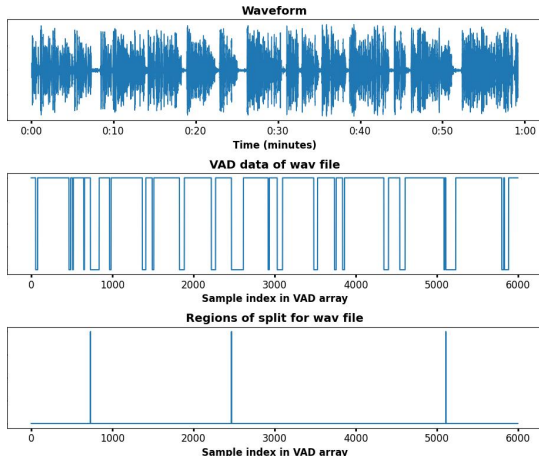 Waveform
0:00 0:10 0:20 0:30 0:40 0:50 1:00
Time (minutes)
VAD data of wav file
0 1000 2000 3000 4000 5000 6000
Sample index in VAD array
Regions of split for wav file
0 1000 2000 3000 4000 5000 6000
Sample index in VAD array